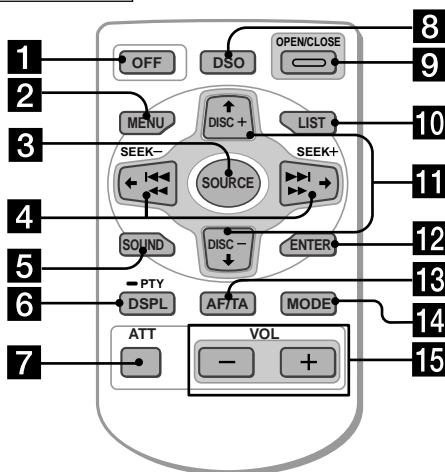 1 OFF DSO OPEN/CLOSE 8
9
2 MENU DISC + LIST 10
3 SEEK− SEEK+
SOURCE 11
4
5 SOUND DISC − ENTER 12
− PTY 13
6 DSPL AF/TA MODE 14
ATT VOL
7 − + 15